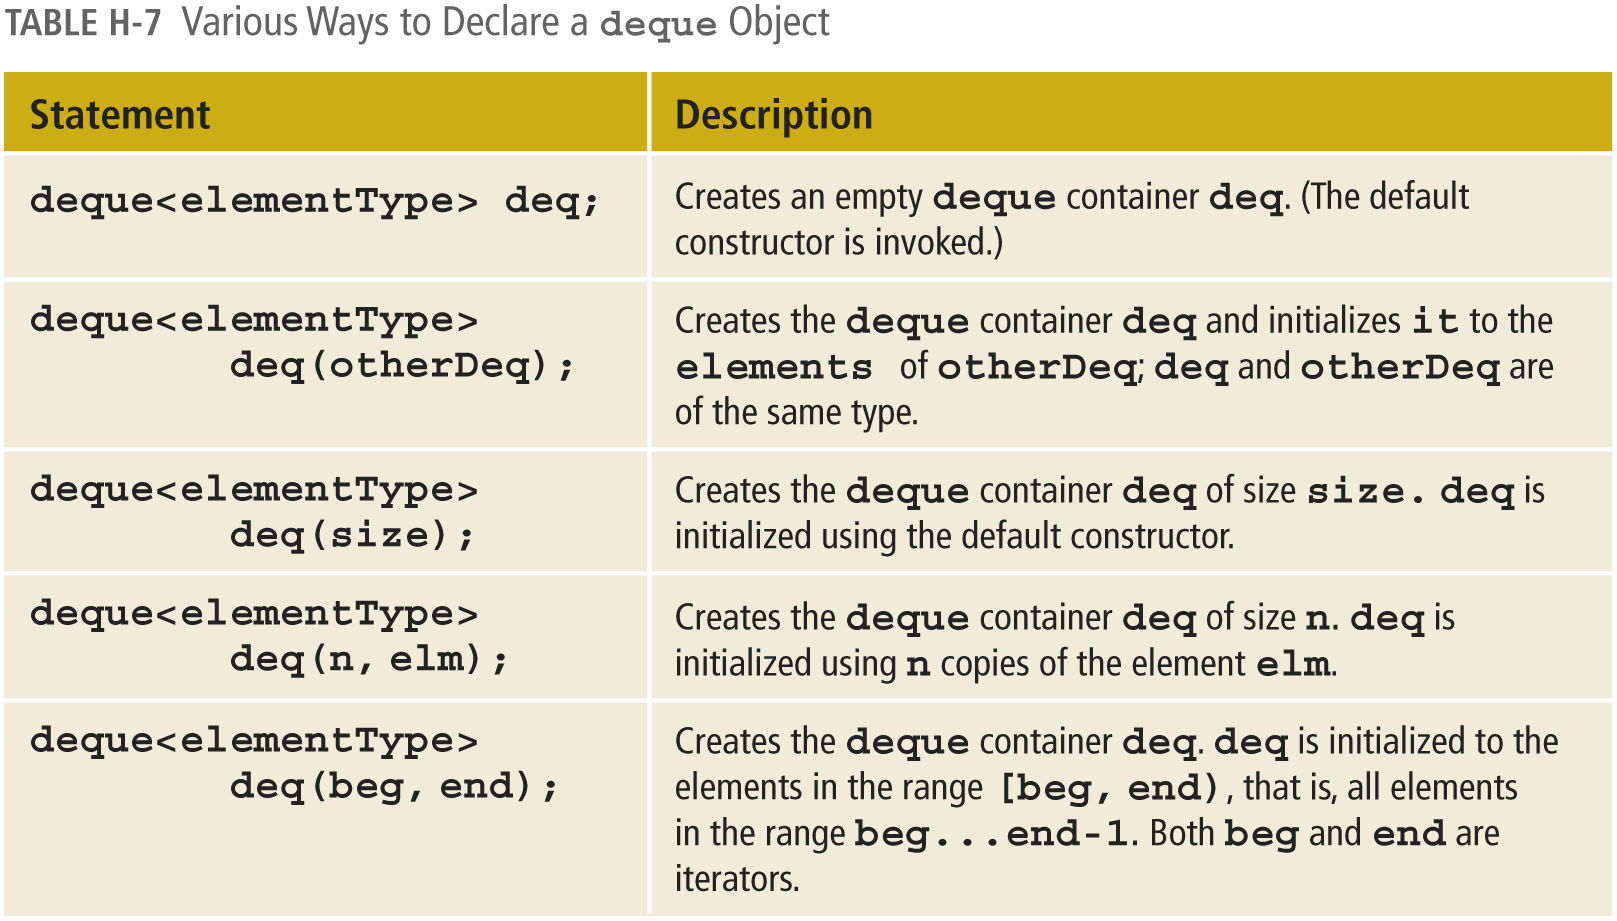 TABLE H-7 Various Ways to Declare a deque Object
Statement
Description
deque<elementType> deq;
Creates an empty deque container deq. (The default
constructor is invoked.)
deque<elementType>
deq(otherDeq);
Creates the deque container deq and initializes it to the
elements of otherDeq; deq and otherDeq are
of the same type.
deque<elementType>
deq(size);
Creates the deque container deq of size size. deq is
initialized using the default constructor.
deque<elementType>
deq(n, elm);
Creates the deque container deq of size n. deq is
initialized using n copies of the element elm.
deque<elementType>
deq(beg, end);
Creates the deque container deq. deq is initialized to the
elements in the range [beg, end), that is, all elements
in the range beg...end-1. Both beg and end are
iterators.